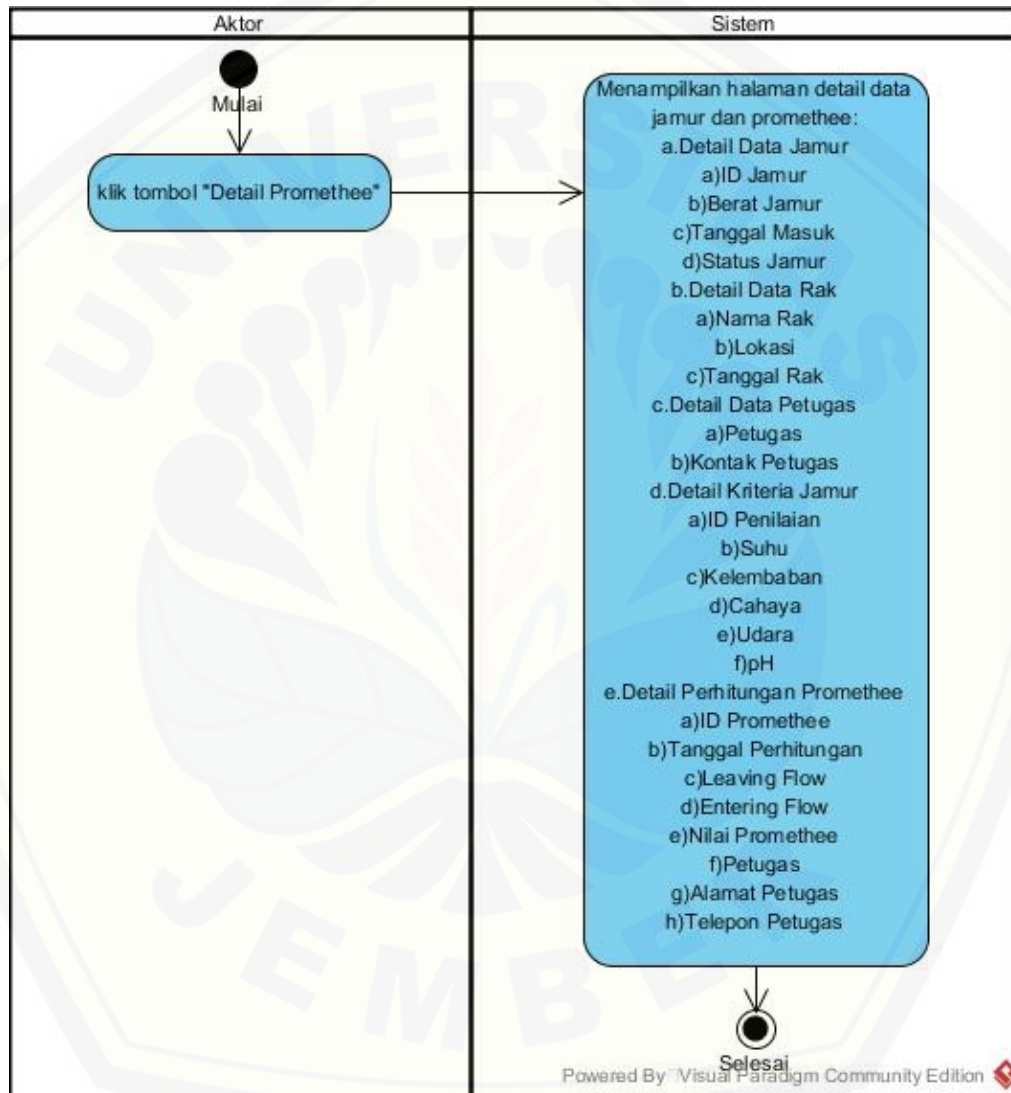 Aktor
Sistem
Mulai
klik tombol "Detail Promethee"
Menampilkan halaman detail data
jamur dan promethee:
a.Detail Data Jamur
a)ID Jamur
b)Berat Jamur
c)Tanggal Masuk
d)Status Jamur
b.Detail Data Rak
a)Nama Rak
b)Lokasi
c)Tanggal Rak
c.Detail Data Petugas
a)Petugas
b)Kontak Petugas
d.Detail Kriteria Jamur
a)ID Penilaian
b)Suhu
c)Kelembaban
d)Cahaya
e)Udara
f)pH
e.Detail Perhitungan Promethee
a)ID Promethee
b)Tanggal Perhitungan
c)Leaving Flow
d)Entering Flow
e)Nilai Promethee
f)Petugas
g)Alamat Petugas
h)Telepon Petugas
Selesai
Powered By Visual Paradigm Community Edition
UNIVERSITAS
JEMBER